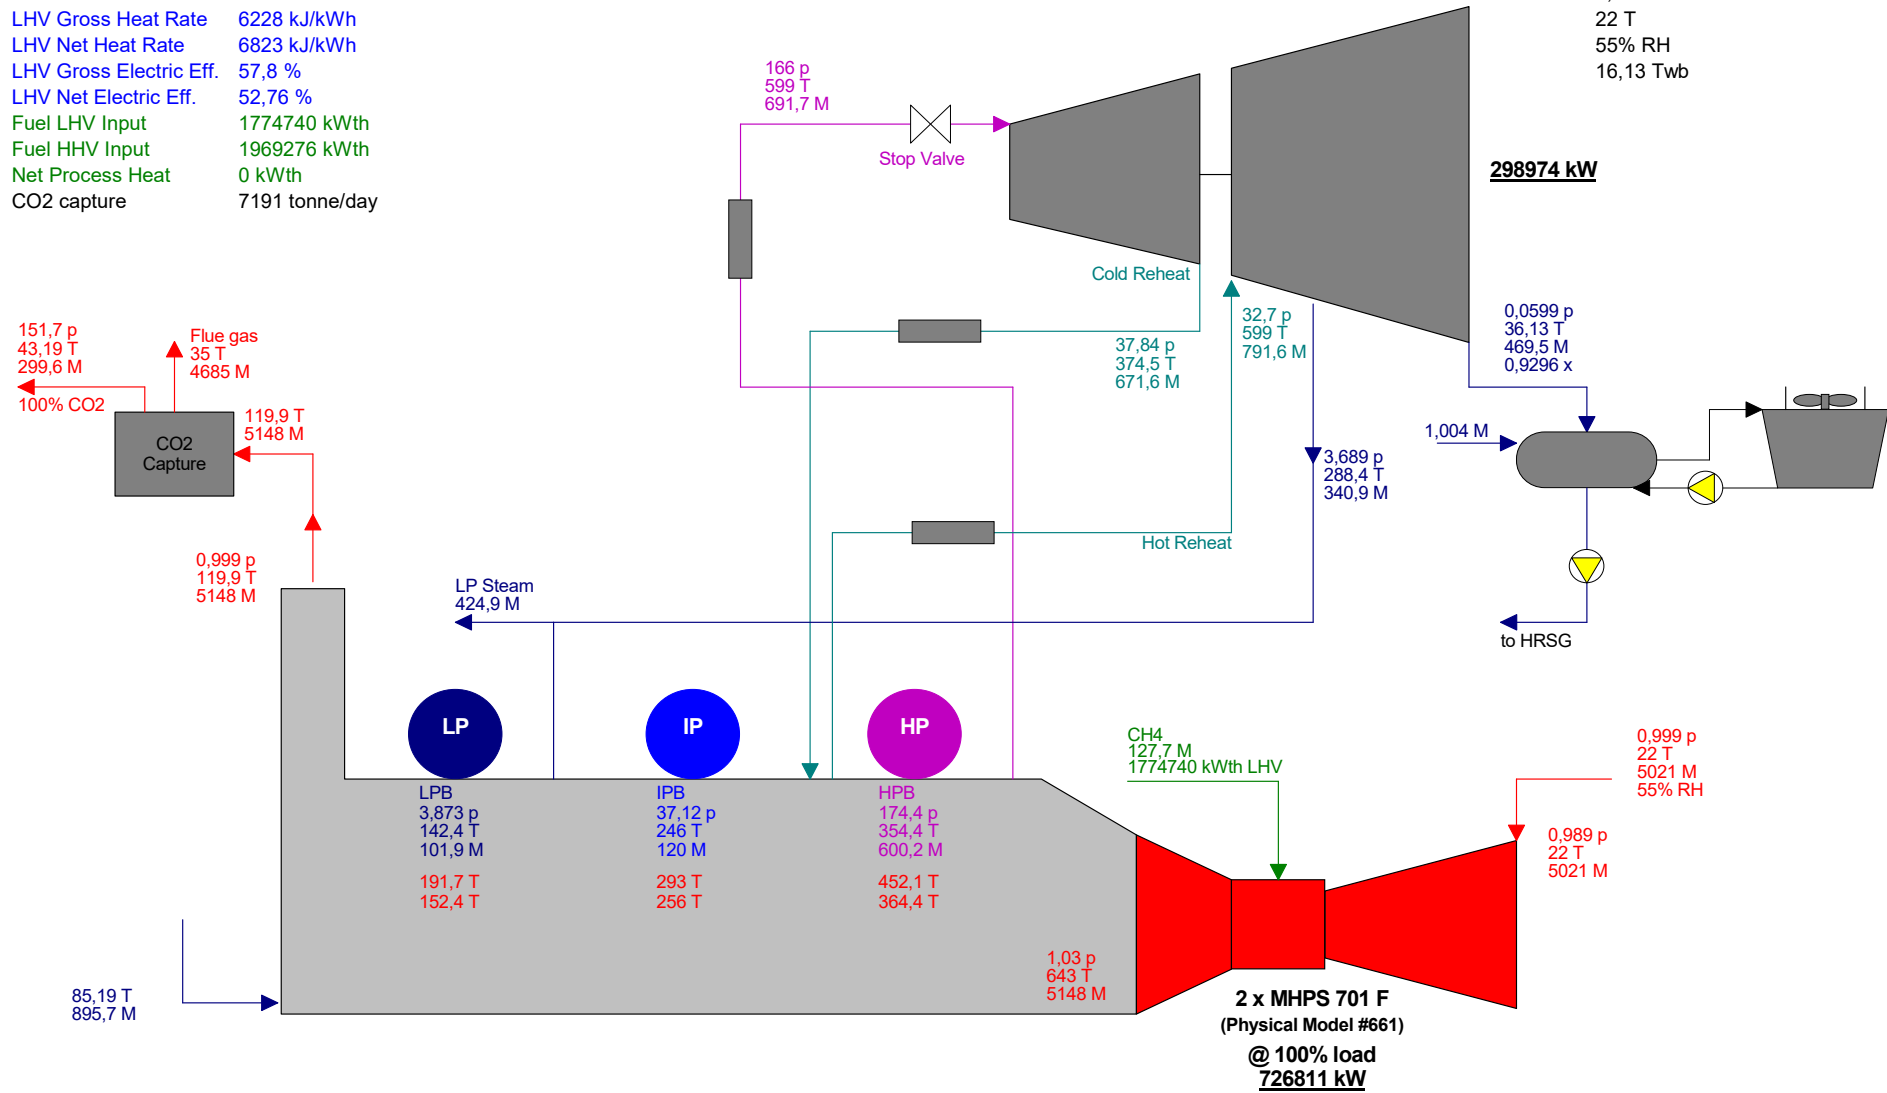 LHV Gross Heat Rate 6228 kJ/kWh
LHV Net Heat Rate 6823 kJ/kWh
LHV Gross Electric Eff. 57,8 %
LHV Net Electric Eff. 52,76 %
Fuel LHV Input 1774740 kWth
Fuel HHV Input 1969276 kWth
Net Process Heat 0 kWth
CO2 capture 7191 tonne/day
22 T
55% RH
16,13 Twb
166 p
599 T
691,7 M
Stop Valve
298974 kW
Cold Reheat
37,84 p
374,5 T
671,6 M
32,7 p
599 T
791,6 M
0,0599 p
36,13 T
469,5 M
0,9296 x
1,004 M
3,689 p
288,4 T
340,9 M
Hot Reheat
to HRSG
151,7 p
43,19 T
299,6 M
100% CO2
Flue gas
35 T
4685 M
119,9 T
5148 M
CO2
Capture
0,999 p
119,9 T
5148 M
LP Steam
424,9 M
LP
IP
HP
LPB
3,873 p
142,4 T
101,9 M
191,7 T
152,4 T
IPB
37,12 p
246 T
120 M
293 T
256 T
HPB
174,4 p
354,4 T
600,2 M
452,1 T
364,4 T
CH4
127,7 M
1774740 kWth LHV
0,999 p
22 T
5021 M
55% RH
0,989 p
22 T
5021 M
1,03 p
643 T
5148 M
85,19 T
895,7 M
2 x MHPS 701 F
(Physical Model #661)
@ 100% load
726811 kW